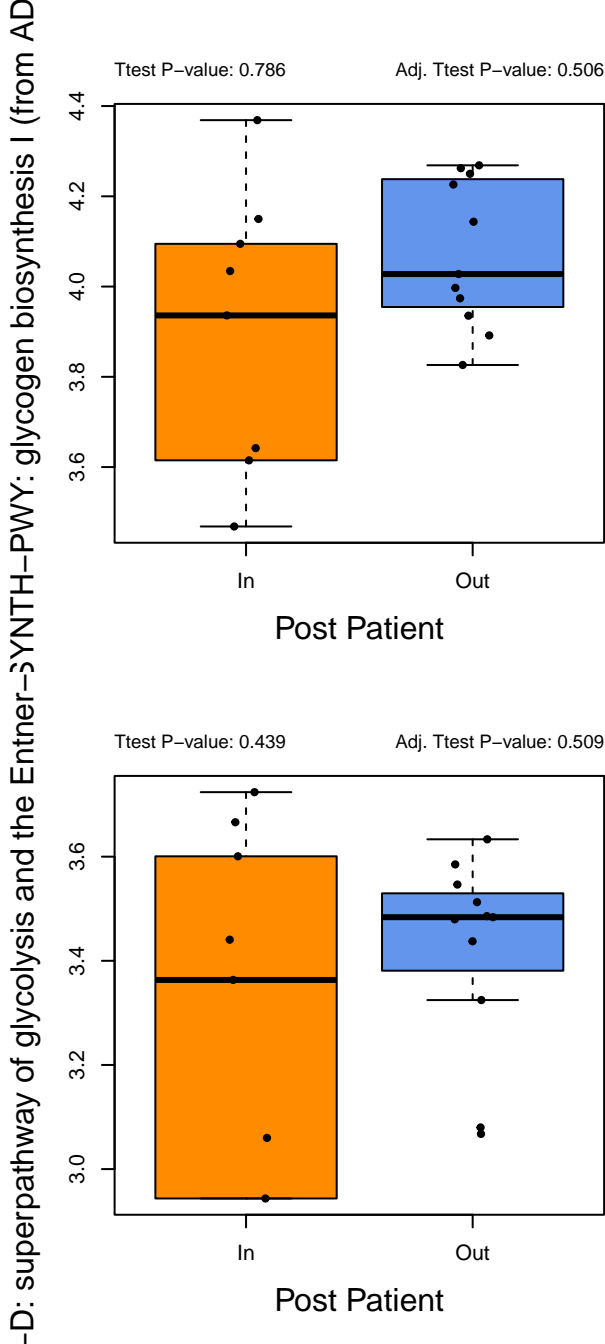 Ttest P−value: 0.786
Adj. Ttest P−value: 0.506
SYNTH−PWY: glycogen biosynthesis I (from AD
4.4
4.2
4.0
3.8
3.6
In
Out
Post Patient
Ttest P−value: 0.439
Adj. Ttest P−value: 0.509
−D: superpathway of glycolysis and the Entner−
3.6
3.4
3.2
3.0
In
Out
Post Patient